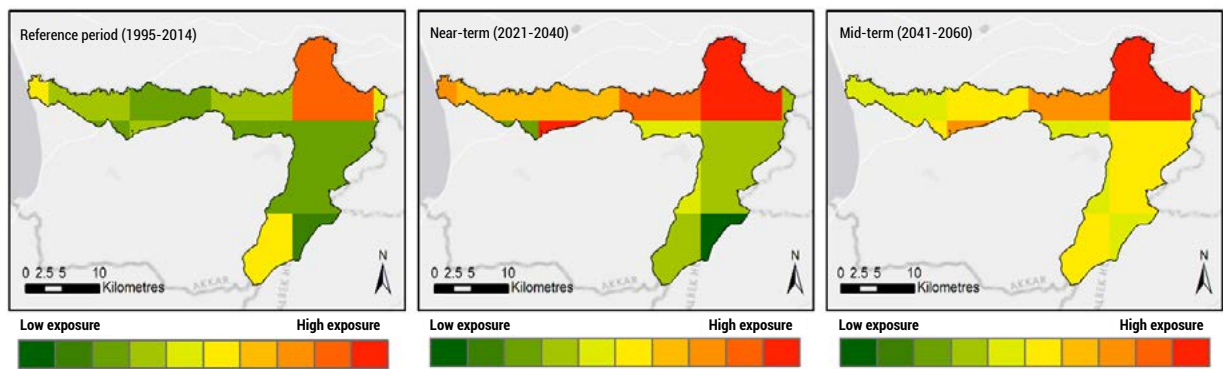 Reference period (1995-2014)
0 2.5 5 10
Kilometres
AKKAR
N
Low exposure High exposure
Near-term (2021-2040)
0 2.5 5 10
Kilometres
AKKAR
N
Low exposure High exposure
Mid-term (2041-2060)
0 2.5 5 10
Kilometres
AKKAR
N
Low exposure High exposure